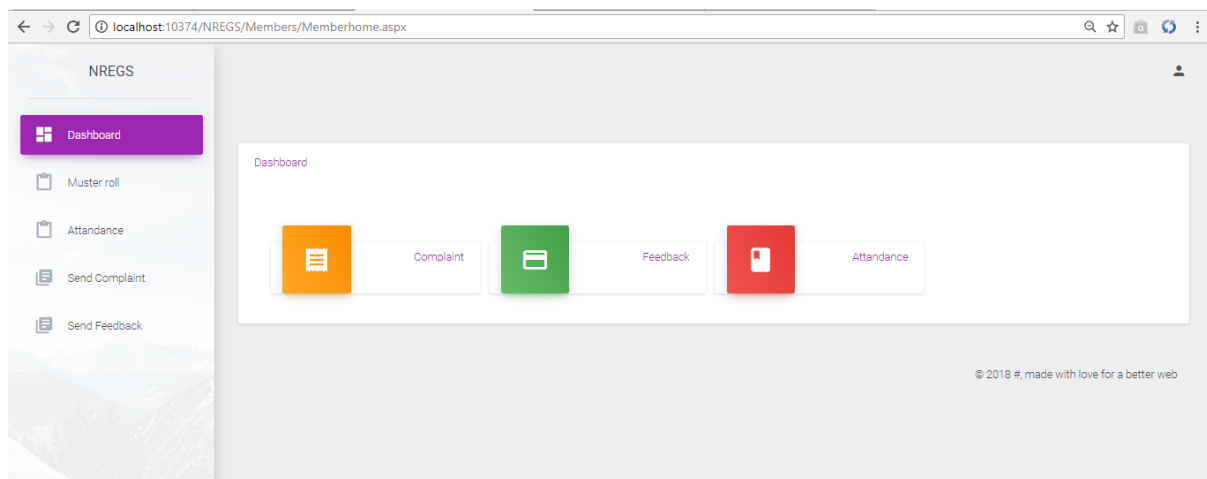 localhost:10374/NREGS/Members/Memberhome.aspx
NREGS
Dashboard
Muster roll
Attandance
Send Complaint
Send Feedback
Dashboard
Complaint
Feedback
Attandance
© 2018 #, made with love for a better web